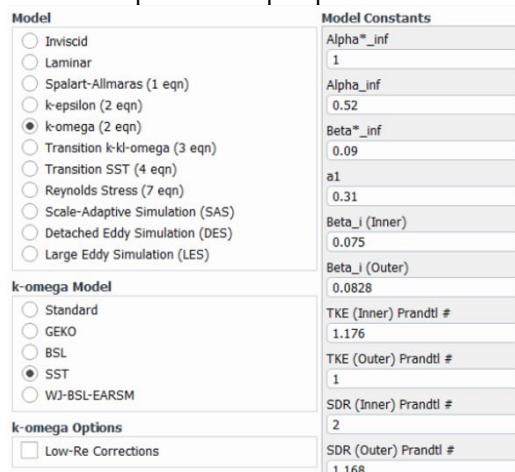 Model
Inviscid
Laminar
Spalart-Allmaras (1 eqn)
k-epsilon (2 eqn)
k-omega (2 eqn)
Transition k-kl-omega (3 eqn)
Transition SST (4 eqn)
Reynolds Stress (7 eqn)
Scale-Adaptive Simulation (SAS)
Detached Eddy Simulation (DES)
Large Eddy Simulation (LES)
k-omega Model
Standard
GEKO
BSL
SST
WJ-BSL-EARSM
k-omega Options
Low-Re Corrections
Model Constants
Alpha*_inf
1
Alpha_inf
0.52
Beta*_inf
0.09
a1
0.31
Beta_i (Inner)
0.075
Beta_i (Outer)
0.0828
TKE (Inner) Prandtl #
1.176
TKE (Outer) Prandtl #
1
SDR (Inner) Prandtl #
2
SDR (Outer) Prandtl #
1.168